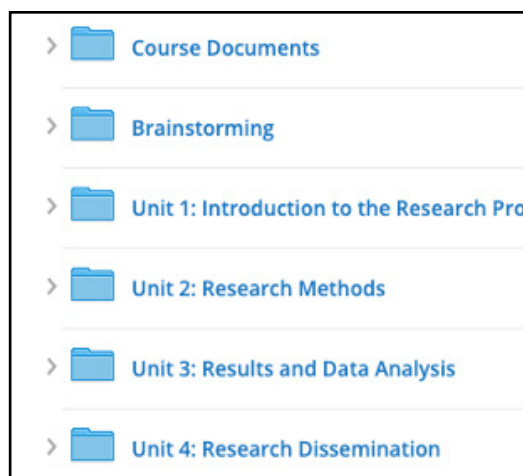 Course Documents
Brainstorming
Unit 1: Introduction to the Research Pro
Unit 2: Research Methods
Unit 3: Results and Data Analysis
Unit 4: Research Dissemination